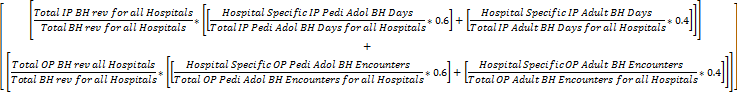 [[Total IP BH rev for all Hospitals / Total BH rev for all Hospitals * [[Hospital Specific IP Pedi Adol BH Days / Total IP Pedi Adol BH Days for all Hospitals * 0.6] + [Hospital Specific IP Adult BH Days / Total IP Adult BH Days for all Hospitals * 0.4]]]
+
[Total OP BH rev all Hospitals / Total BH rev for all Hospitals * [[Hospital Specific OP Pedi Adol BH Encounters / Total OP Pedi Adol BH Encounters for all Hospitals * 0.6] + [Hospital Specific OP Adult BH Encounters / Total OP Adult BH Encounters for all Hospitals * 0.4]]]]